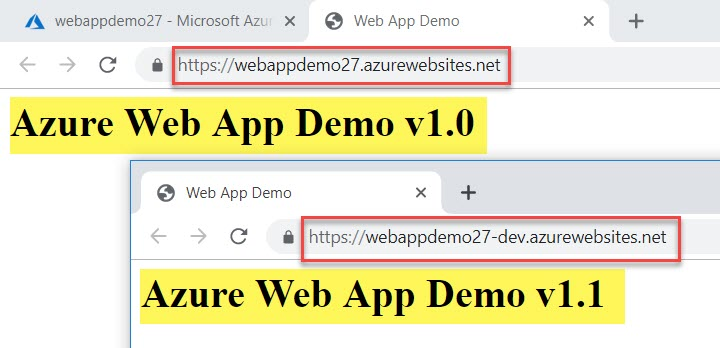 webappdemo27 - Microsoft Azu
Web App Demo
https://webappdemo27.azurewebsites.net
Azure Web App Demo v1.0
Web App Demo
https://webappdemo27-dev.azurewebsites.net
Azure Web App Demo v1.1